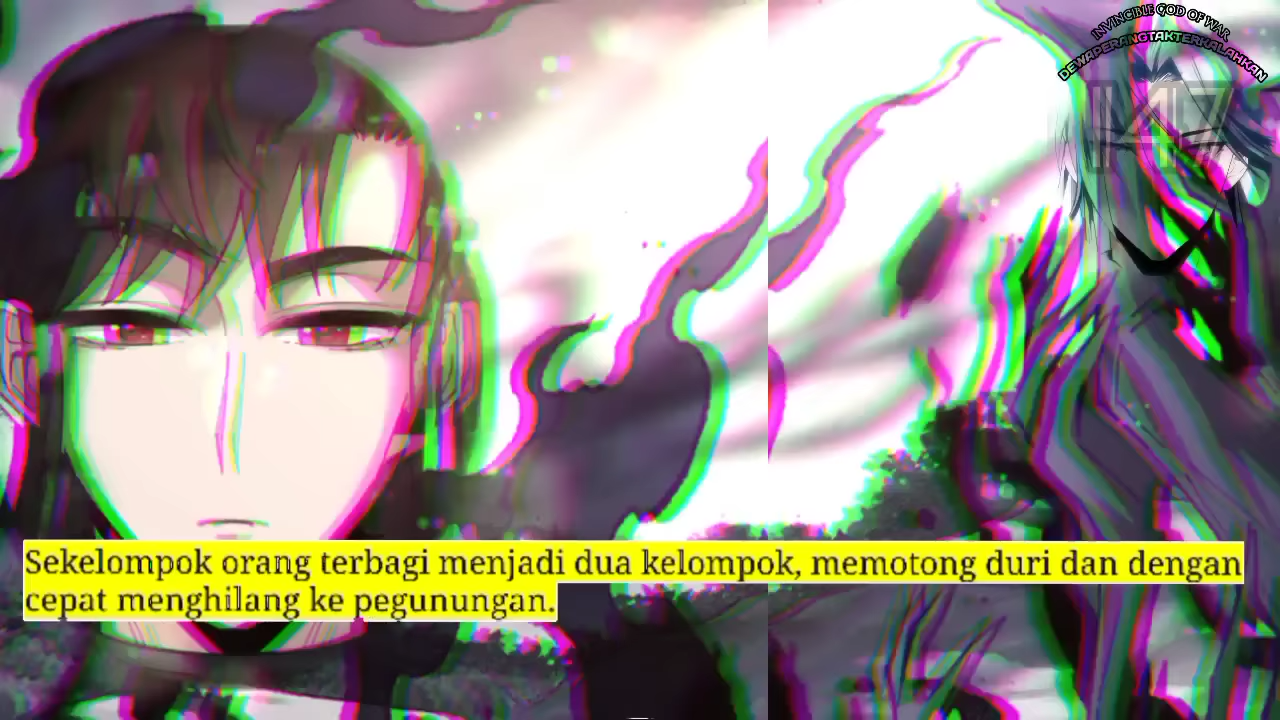 INVINCIBLE GOD OF WAR
DEWAPERANGTAKTERKALAHKAN
147
Sekelompok orang terbagi menjadi dua kelompok, memotong duri dan dengan
cepat menghilang ke pegunungan.